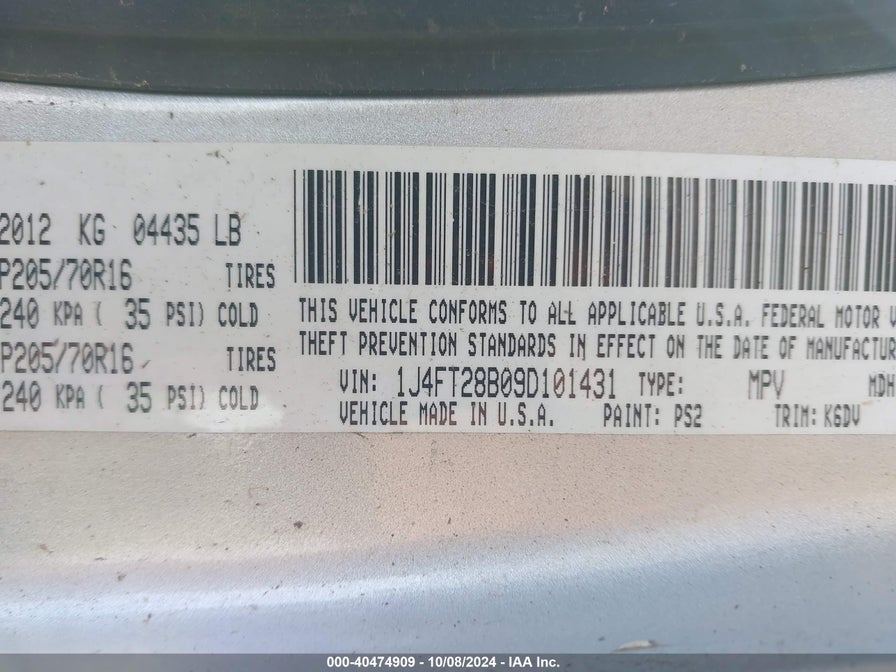 2012 KG 04435 LB
P205/70R16 TIRES
240 KPA ( 35 PSI) COLD
P205/70R16 TIRES
240 KPA ( 35 PSI) COLD
THIS VEHICLE CONFORMS TO ALL APPLICABLE U.S.A. FEDERAL MOTOR V
THEFT PREVENTION STANDARDS IN EFFECT ON THE DATE OF MANUFACTUR
VIN: 1J4FT28B09D101431 TYPE: MPV MDH
VEHICLE MADE IN U.S.A. PAINT: PS2 TRIM: K6DV
000-40474909 - 10/08/2024 - IAA Inc.